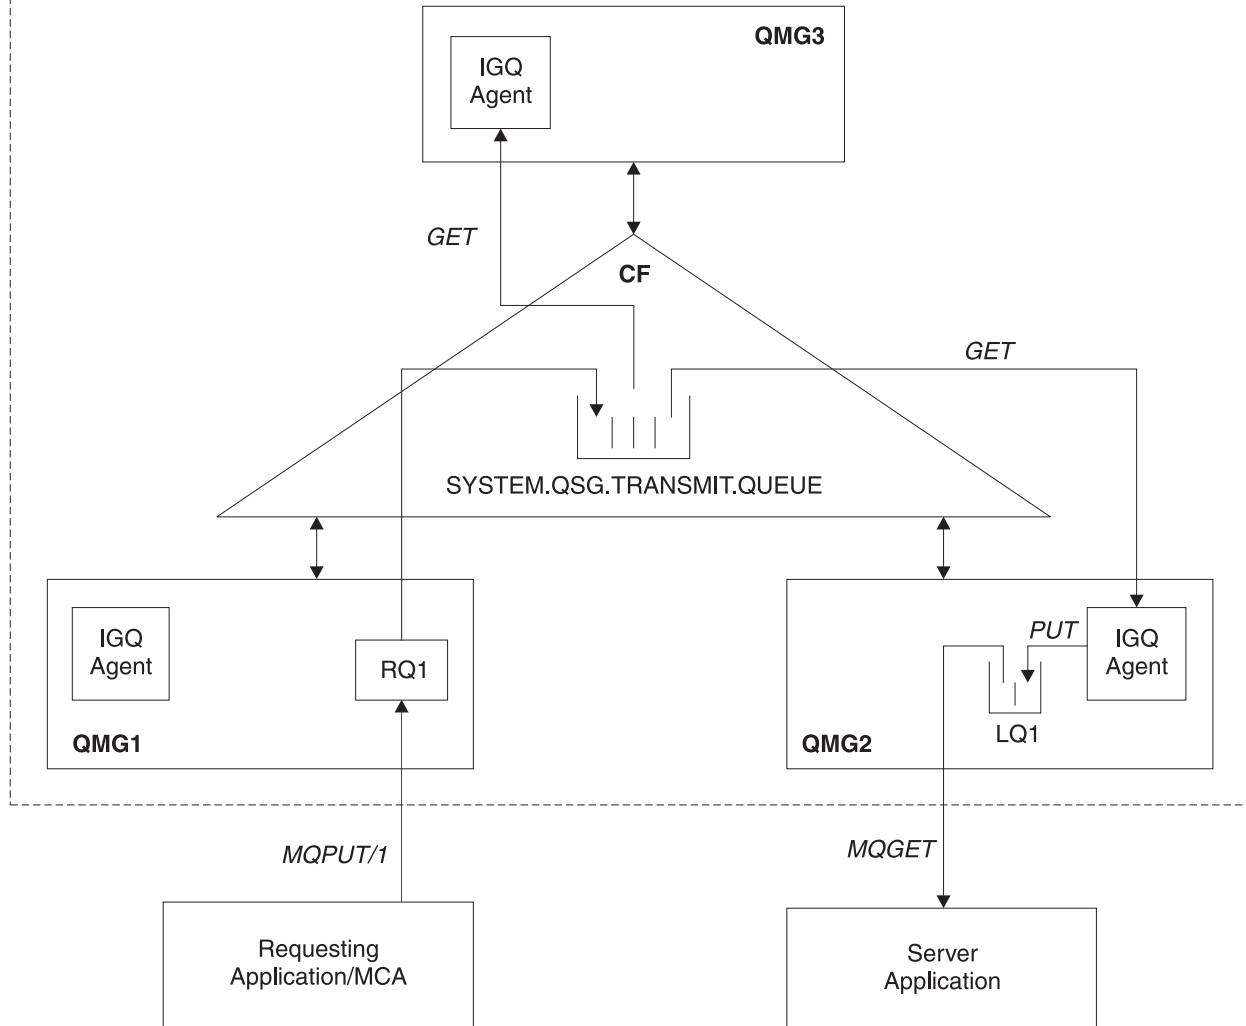 QMG3
IGQ
Agent
GET
CF
GET
SYSTEM.QSG.TRANSMIT.QUEUE
IGQ
Agent
RQ1
QMG1
PUT
IGQ
Agent
LQ1
QMG2
MQPUT/1
MQGET
Requesting
Application/MCA
Server
Application